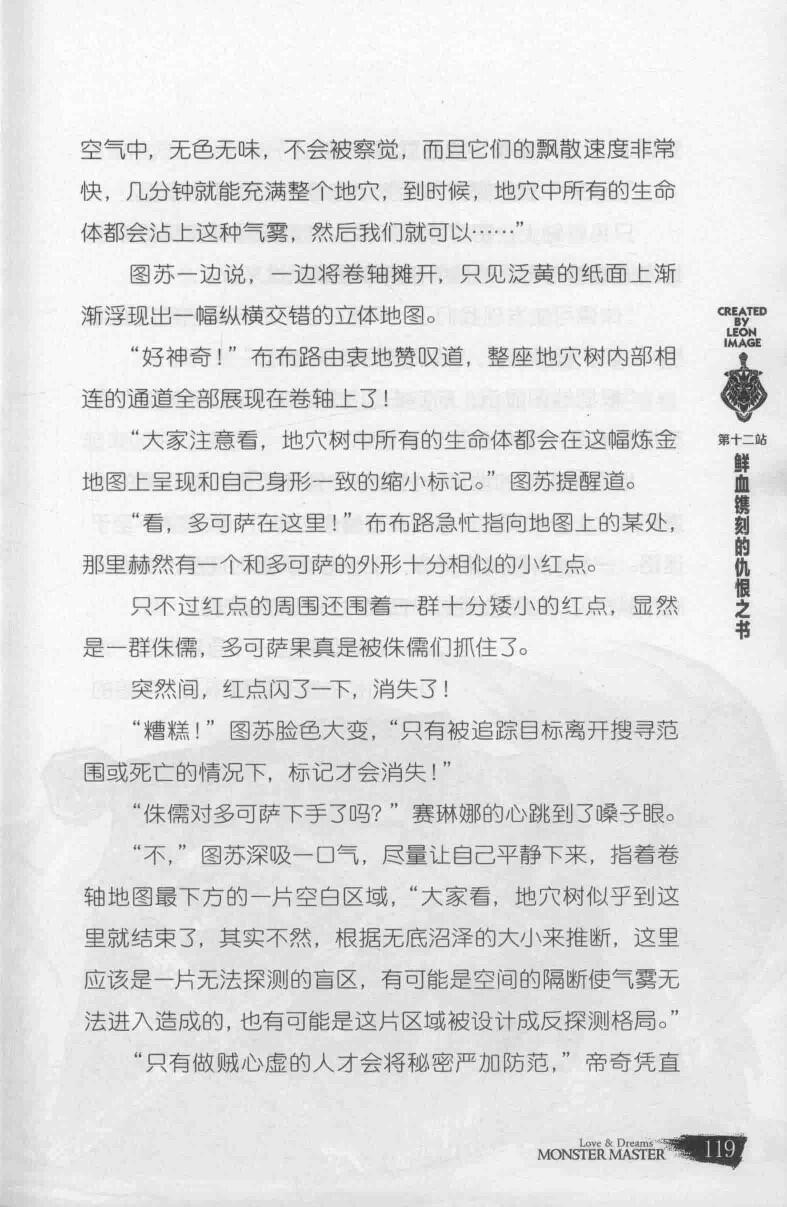 空气中，无色无味，不会被察觉，而且它们的飘散速度非常
快，几分钟就能充满整个地穴，到时候，地穴中所有的生命
体都会沾上这种气雾，然后我们就可以……”
图苏一边说，一边将卷轴摊开，只见泛黄的纸面上渐
渐浮现出一幅纵横交错的立体地图。
“好神奇！”布布路由衷地赞叹道，整座地穴树内部相
连的通道全部展现在卷轴上了！
“大家注意看，地穴树中所有的生命体都会在这幅炼金
地图上呈现和自己身形一致的缩小标记。”图苏提醒道。
“看，多可萨在这里！”布布路急忙指向地图上的某处，
那里赫然有一个和多可萨的外形十分相似的小红点。
只不过红点的周围还围着一群十分矮小的红点，显然
是一群侏儒，多可萨果真是被侏儒们抓住了。
突然间，红点闪了一下，消失了！
“糟糕！”图苏脸色大变，“只有被追踪目标离开搜寻范
围或死亡的情况下，标记才会消失！”
“侏儒对多可萨下手了吗？”赛琳娜的心跳到了嗓子眼。
“不，”图苏深吸一口气，尽量让自己平静下来，指着卷
轴地图最下方的一片空白区域，“大家看，地穴树似乎到这
里就结束了，其实不然，根据无底沼泽的大小来推断，这里
应该是一片无法探测的盲区，有可能是空间的隔断使气雾无
法进入造成的，也有可能是这片区域被设计成反探测格局。”
“只有做贼心虚的人才会将秘密严加防范，”帝奇凭直
CREATED
BY
LEON
IMAGE
第十二站
鲜血镌刻的仇恨之书
Love & Dreams
MONSTER MASTER
119